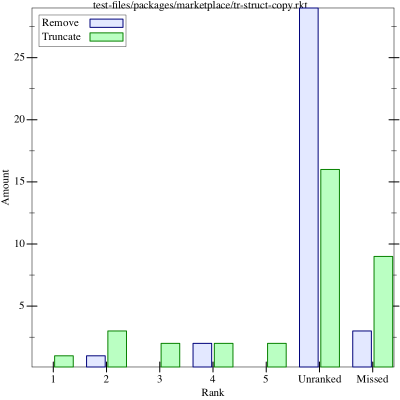 test-files/packages/marketplace/tr-struct-copy.rkt
Remove
Truncate
25
20
15
10
5
Amount
1 2 3 4 5 Unranked Missed
Rank